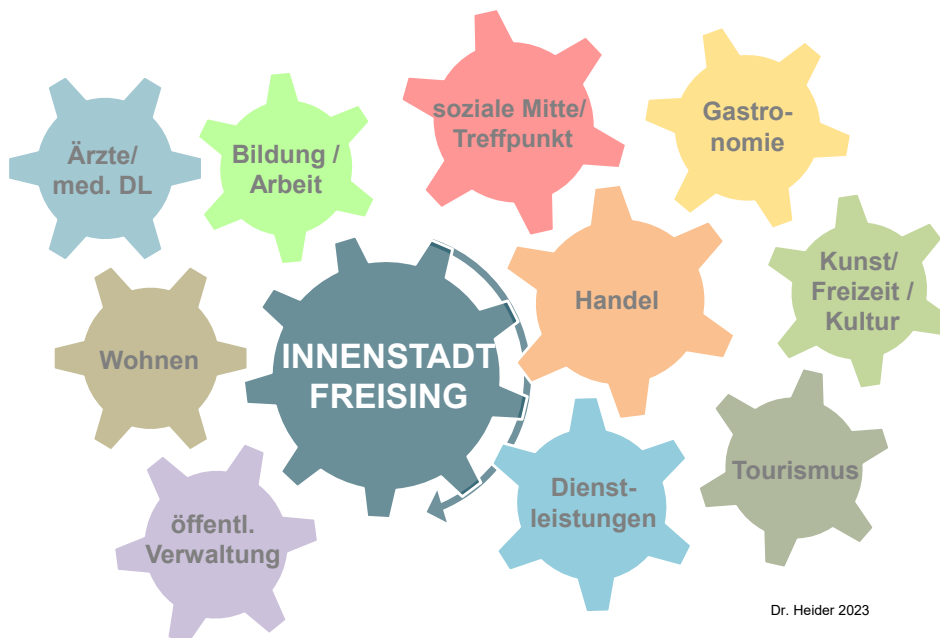 soziale Mitte/
Treffpunkt
Gastro-
nomie
Ärzte/
med. DL
Bildung /
Arbeit
Kunst/
Freizeit /
Kultur
Handel
Wohnen
INNENSTADT
FREISING
Tourismus
Dienst-
leistungen
öffentl.
Verwaltung
Dr. Heider 2023